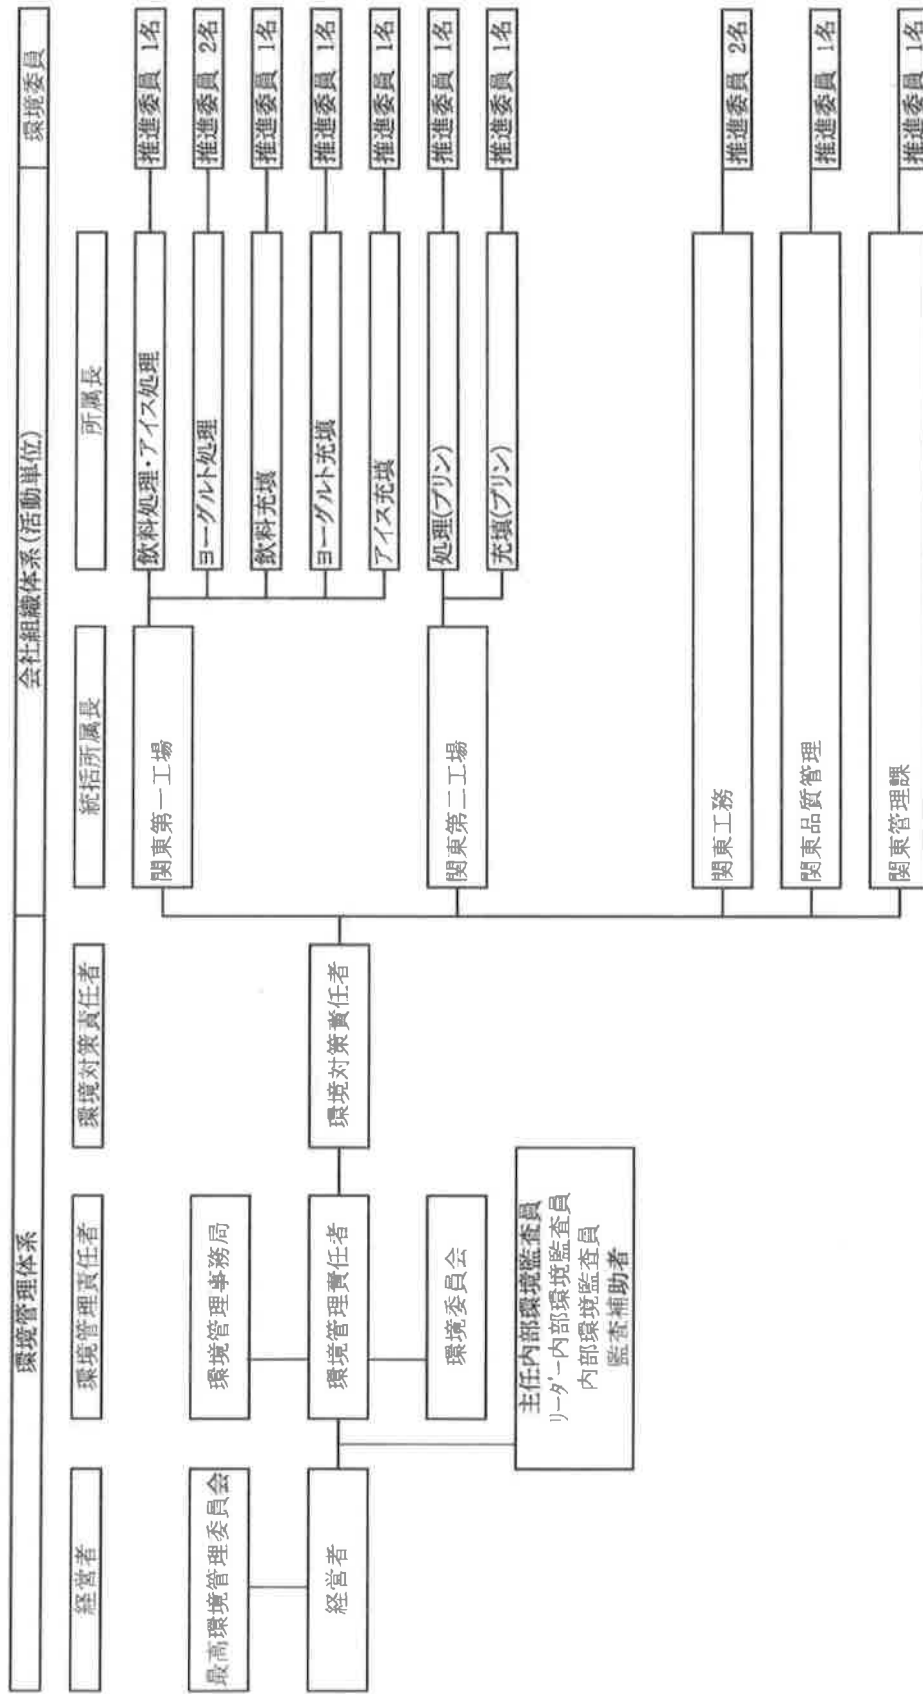 環境管理体系
会社組織体系(活動単位)
環境委員
経営者
環境管理責任者
環境対策責任者
統括所属長
所属長
最高環境管理委員会
経営者
環境管理事務局
環境管理責任者
環境委員会
主任内部環境監査員
リーダー内部環境監査員
内部環境監査員
監査補助者
環境対策責任者
関東第一工場
飲料処理・アイス処理
推進委員 1名
ヨーグルト処理
推進委員 2名
飲料充填
推進委員 1名
ヨーグルト充填
推進委員 1名
アイス充填
推進委員 1名
関東第二工場
処理(プリン)
推進委員 1名
充填(プリン)
推進委員 1名
関東工務
推進委員 2名
関東品質管理
推進委員 1名
関東管理課
推進委員 1名